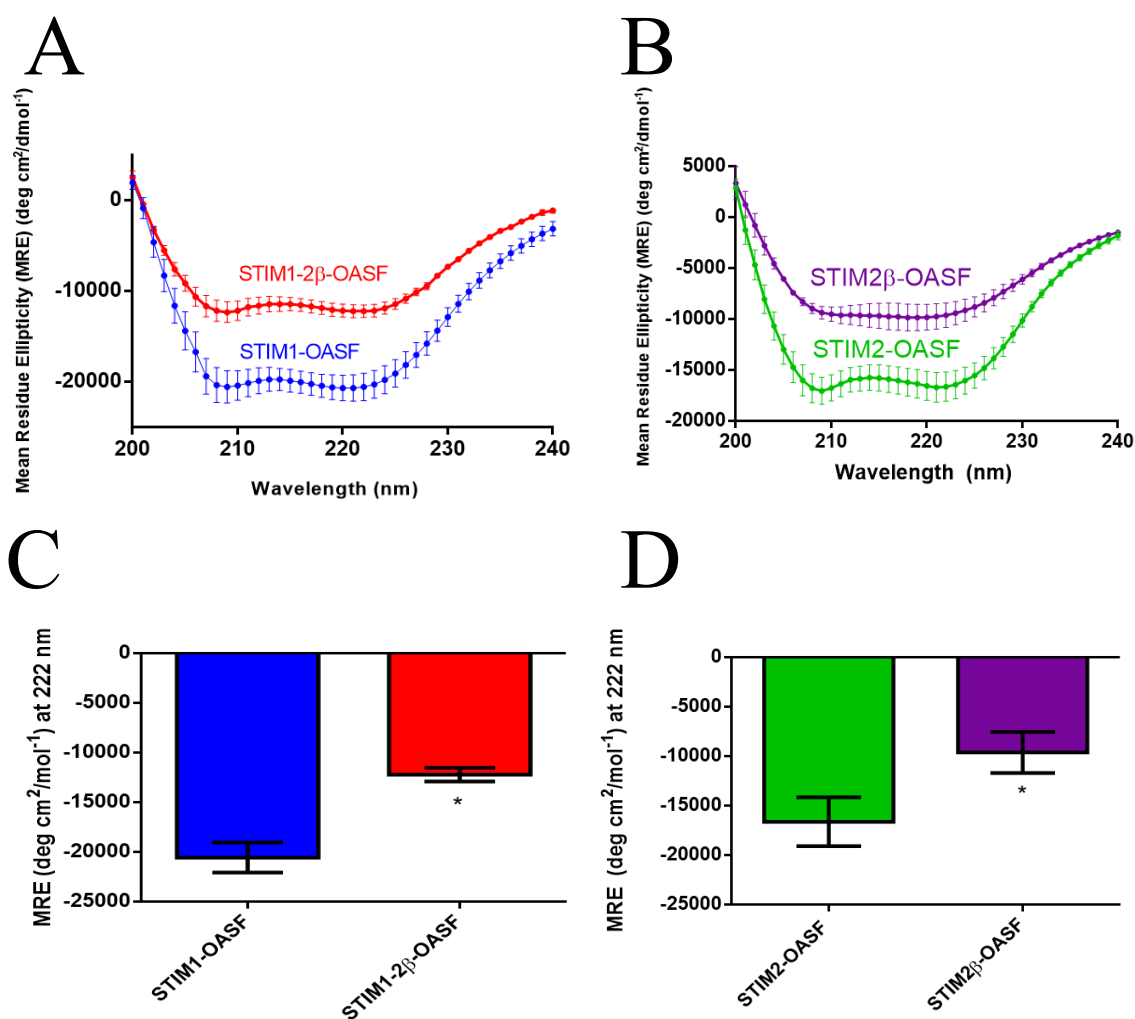 A
Mean Residue Ellipticity (MRE) (deg cm²/dmol⁻¹)
0
-10000
-20000
STIM1-2β-OASF
STIM1-OASF
200 210 220 230 240
Wavelength (nm)
B
Mean Residue Ellipticity (MRE) (deg cm²/dmol⁻¹)
5000
0
-5000
-10000
-15000
-20000
STIM2β-OASF
STIM2-OASF
200 210 220 230 240
Wavelength (nm)
C
MRE (deg cm²/mol⁻¹) at 222 nm
0
-5000
-10000
-15000
-20000
-25000
*
STIM1-OASF
STIM1-2β-OASF
D
MRE (deg cm²/mol⁻¹) at 222 nm
0
-5000
-10000
-15000
-20000
-25000
*
STIM2-OASF
STIM2β-OASF